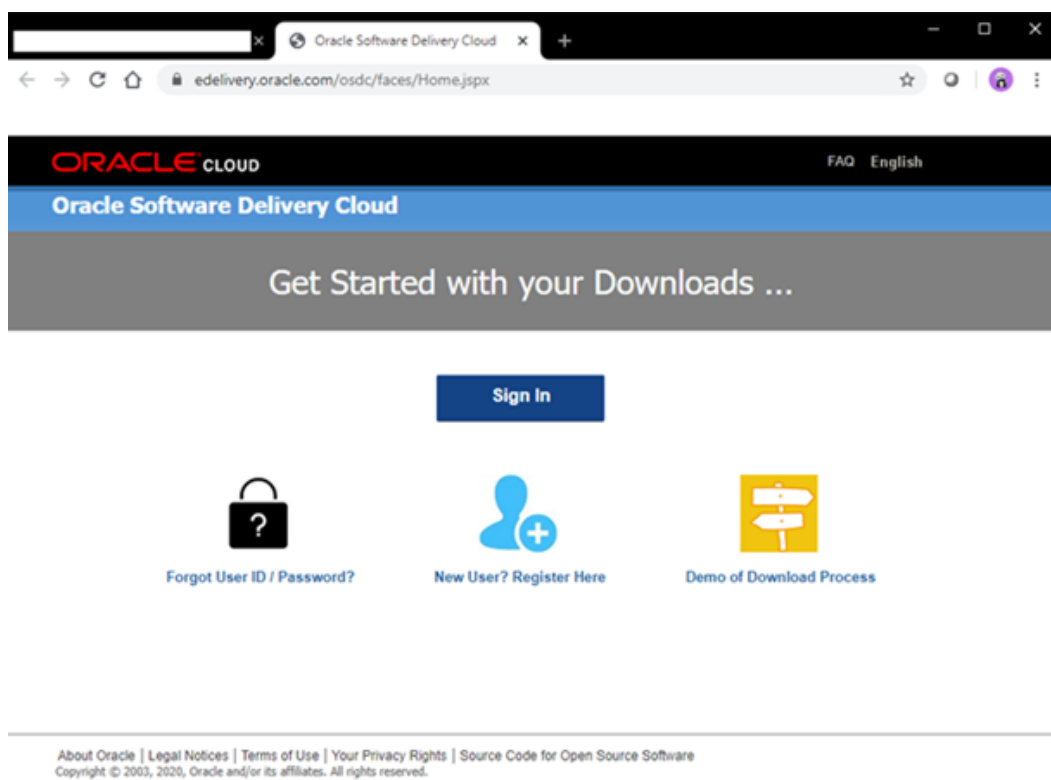 Oracle Software Delivery Cloud
edelivery.oracle.com/osdc/faces/Home.jspx
ORACLE CLOUD
FAQ English
Oracle Software Delivery Cloud
Get Started with your Downloads ...
Sign In
?
Forgot User ID / Password?
New User? Register Here
Demo of Download Process
About Oracle | Legal Notices | Terms of Use | Your Privacy Rights | Source Code for Open Source Software
Copyright © 2003, 2020, Oracle and/or its affiliates. All rights reserved.